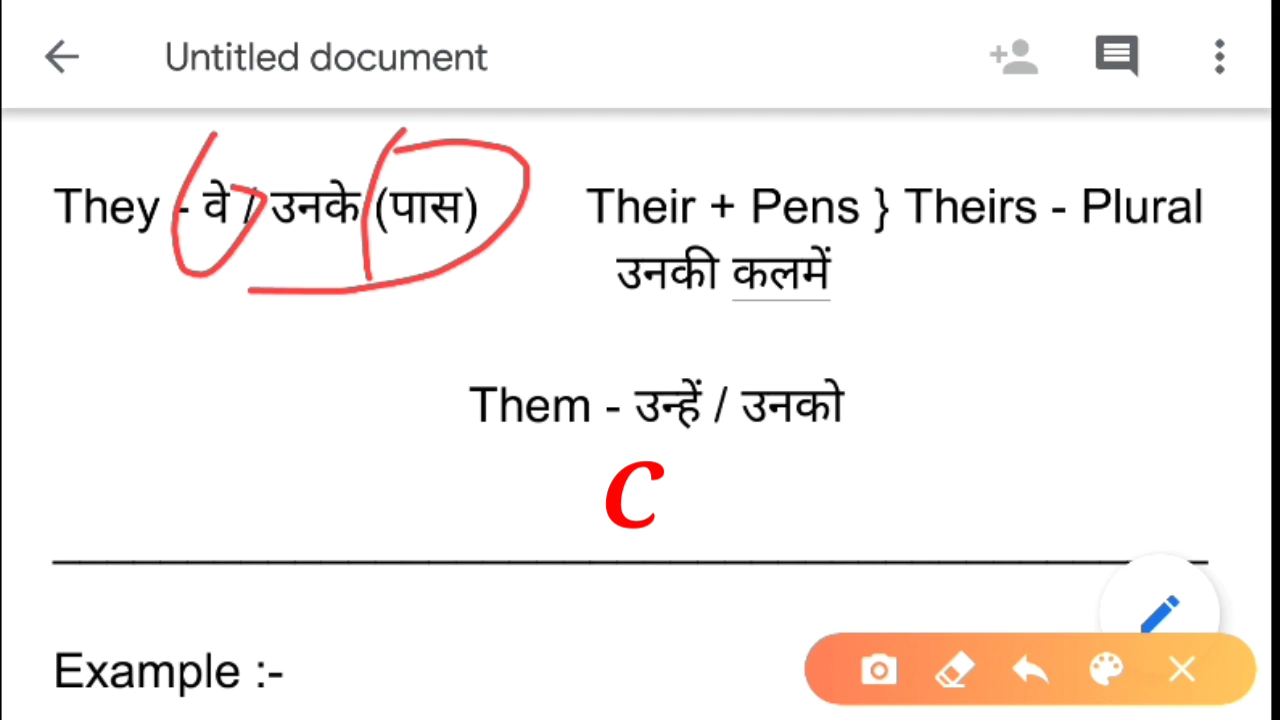 Untitled document
They - वे / उनके (पास) Their + Pens } Theirs - Plural
उनकी कलमें
Them - उन्हें / उनको
C
Example :-